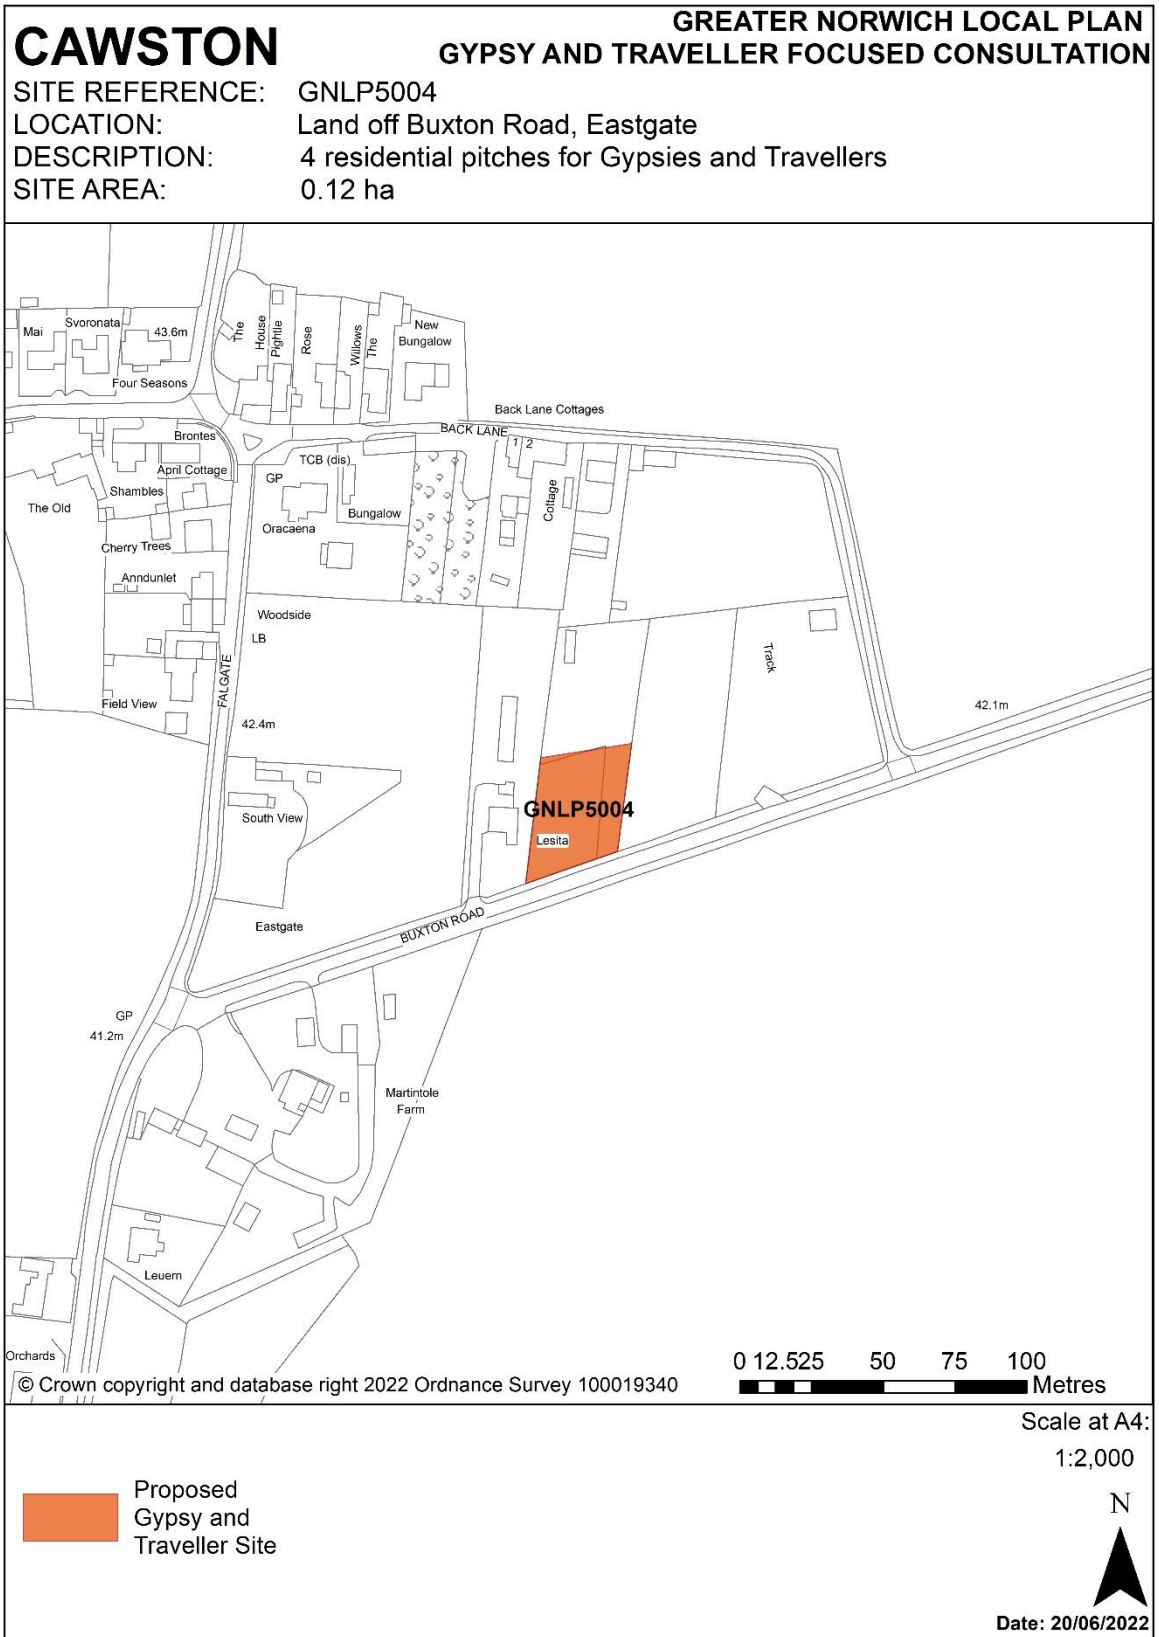 CAWSTON
GREATER NORWICH LOCAL PLAN
GYPSY AND TRAVELLER FOCUSED CONSULTATION
SITE REFERENCE: GNLP5004
LOCATION: Land off Buxton Road, Eastgate
DESCRIPTION: 4 residential pitches for Gypsies and Travellers
SITE AREA: 0.12 ha
Mai
Svoronata
43.6m
Four Seasons
The
House
Pightle
Rose
Willows
The
New
Bungalow
Back Lane Cottages
BACK LANE
1
2
Brontes
April Cottage
Shambles
The Old
Cherry Trees
Anndunlet
TCB (dis)
GP
Bungalow
Oracaena
Cottage
Woodside
LB
FALGATE
Field View
42.4m
Track
42.1m
South View
GNLP5004
Lesita
Eastgate
BUXTON ROAD
GP
41.2m
Martintole
Farm
Leuern
Orchards
© Crown copyright and database right 2022 Ordnance Survey 100019340
0 12.525 50 75 100
Metres
Scale at A4:
1:2,000
Proposed
Gypsy and
Traveller Site
N
Date: 20/06/2022